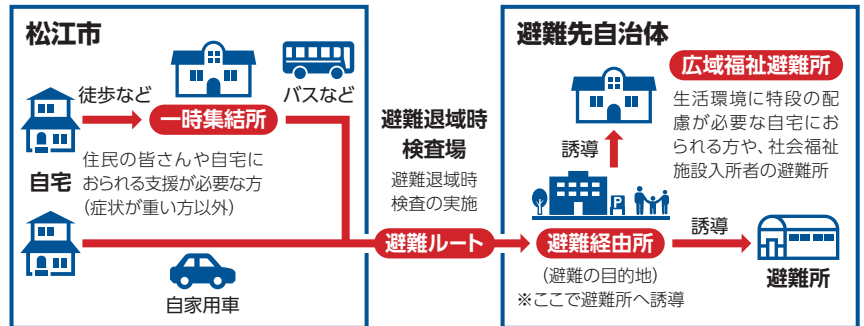 松江市
徒歩など
一時集結所
バスなど
自宅
住民の皆さんや自宅に
おられる支援が必要な方
(症状が重い方以外)
自家用車
避難退域時
検査場
避難退域時
検査の実施
避難ルート
避難先自治体
広域福祉避難所
生活環境に特段の配
慮が必要な自宅にお
られる方や、社会福祉
施設入所者の避難所
誘導
P
避難経由所
(避難の目的地)
※ここで避難所へ誘導
誘導
避難所